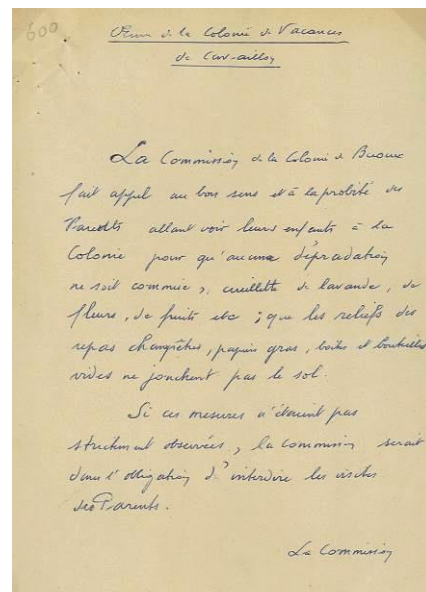 600
Œuvre de la Colonie de Vacances
de Cavaillon
La Commission de la Colonie de Buoux
fait appel au bon sens et à la probité des
Parents allant voir leurs enfants à la
Colonie pour qu'aucune dépradation
ne soit commise, cueillette de lavande, de
fleurs, de fruits etc ; que les reliefs des
repas champêtres, papiers gras, boîtes et bouteilles
vides ne jonchent pas le sol.
Si ces mesures n'étaient pas
strictement observées, la commission serait
dans l'obligation d'interdire les visites
des Parents.
La Commission